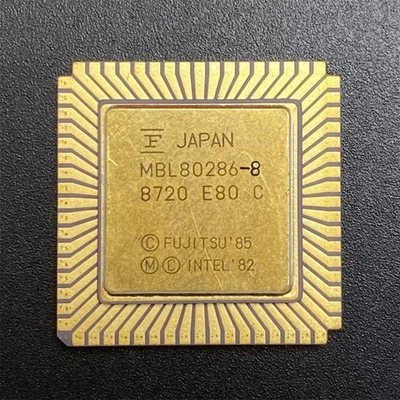 JAPAN
MBL80286-8
8720 E80 C
Ⓒ FUJITSU'85
Ⓜ Ⓒ INTEL'82